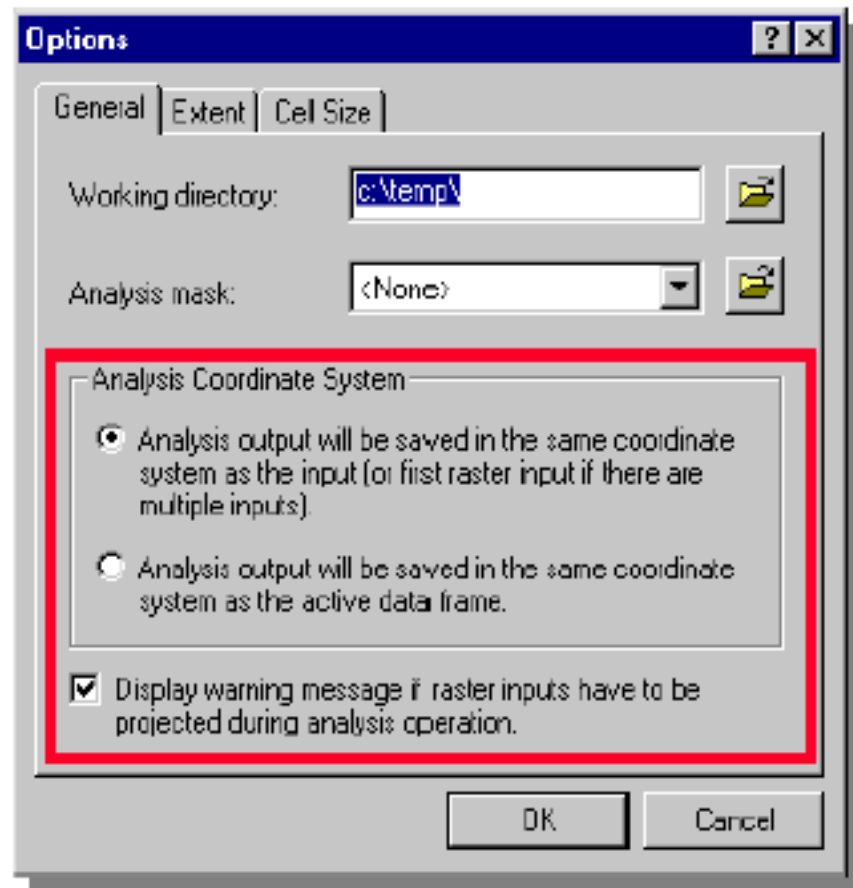 Options
General Extent Cell Size
Working directory: c:\temp\
Analysis mask: <None>
Analysis Coordinate System
Analysis output will be saved in the same coordinate
system as the input (or first raster input if there are
multiple inputs).
Analysis output will be saved in the same coordinate
system as the active data frame.
Display warning message if raster inputs have to be
projected during analysis operation.
OK Cancel